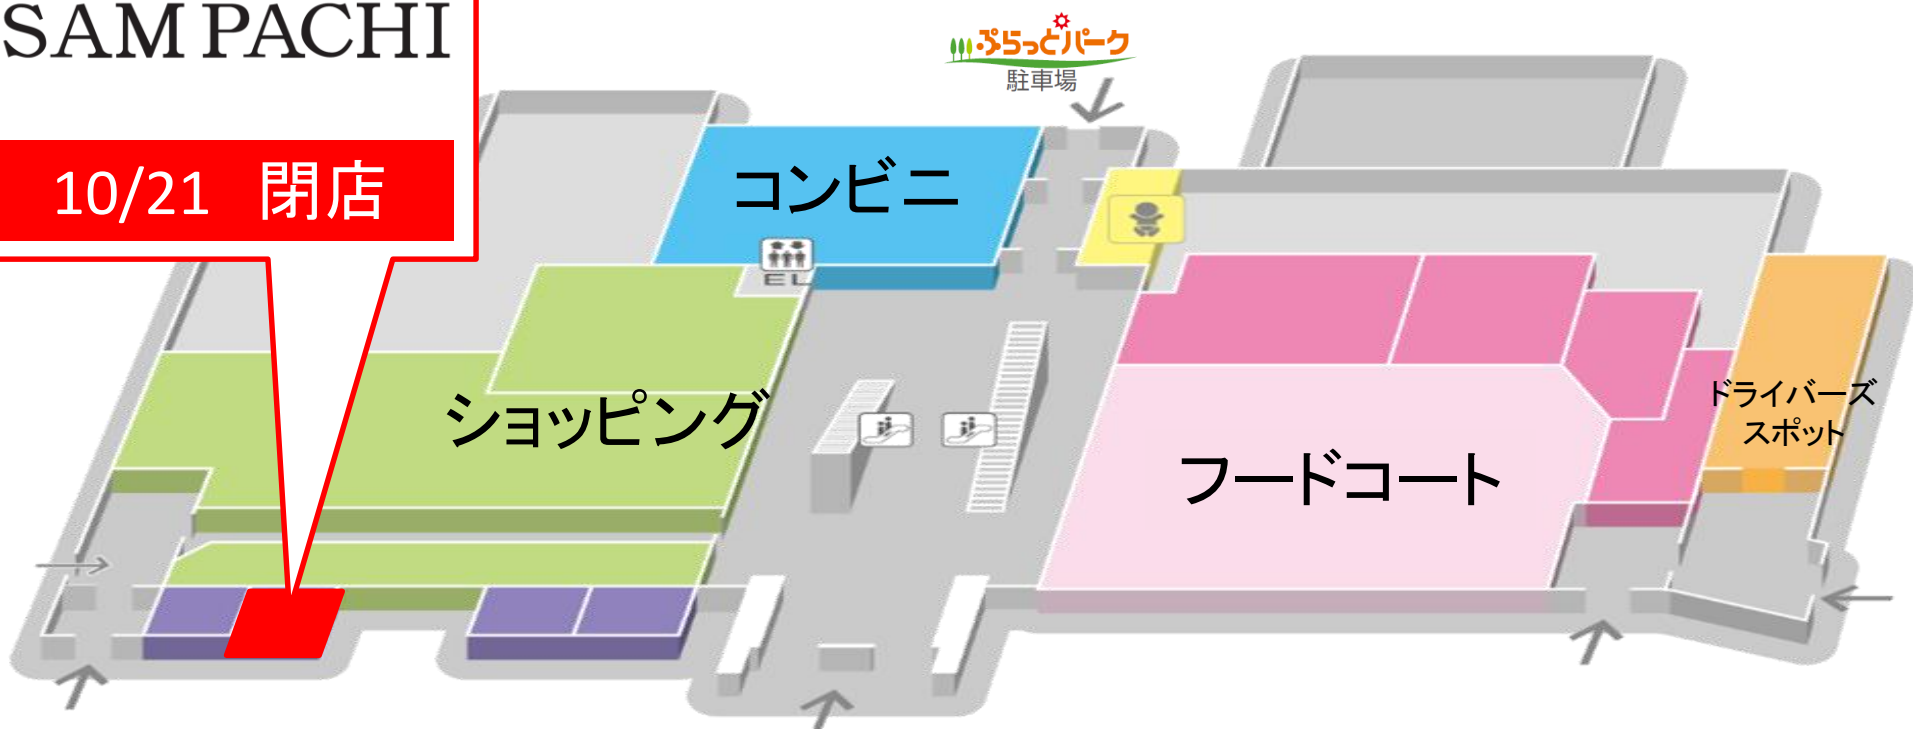 SAM PACHI
10/21 閉店
ぷらっとパーク
駐車場
コンビニ
EL
ショッピング
フードコート
ドライバーズ
スポット